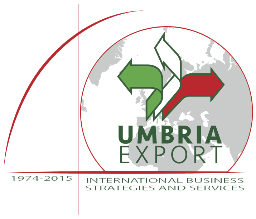 UMBRIA
EXPORT
1974-2015
INTERNATIONAL BUSINESS
STRATEGIES AND SERVICES